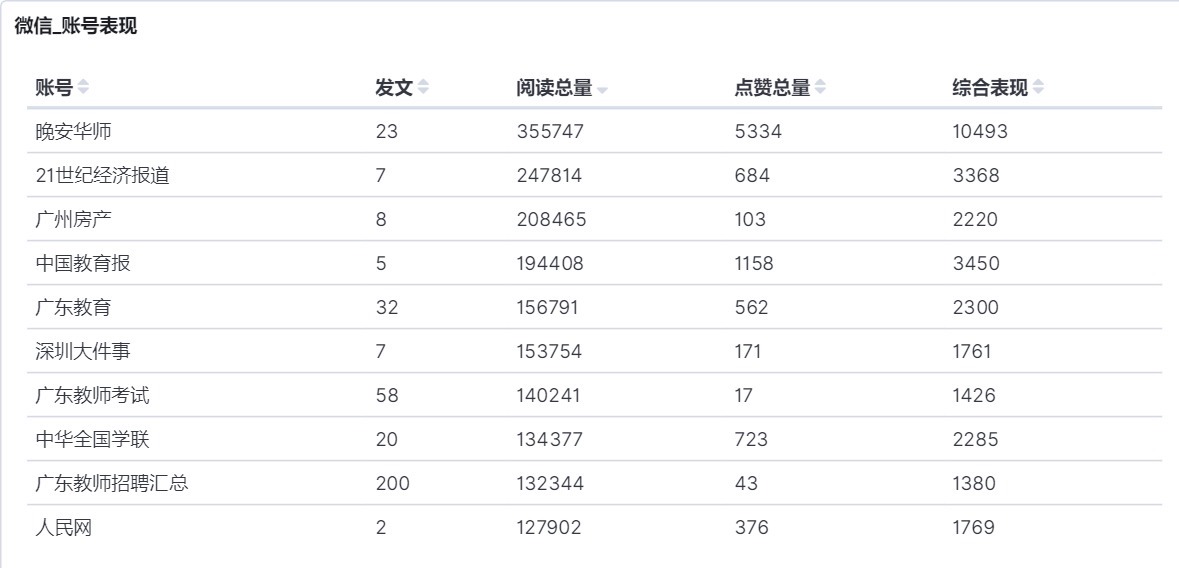 微信_账号表现
账号 发文 阅读总量 点赞总量 综合表现
晚安华师 23 355747 5334 10493
21世纪经济报道 7 247814 684 3368
广州房产 8 208465 103 2220
中国教育报 5 194408 1158 3450
广东教育 32 156791 562 2300
深圳大件事 7 153754 171 1761
广东教师考试 58 140241 17 1426
中华全国学联 20 134377 723 2285
广东教师招聘汇总 200 132344 43 1380
人民网 2 127902 376 1769